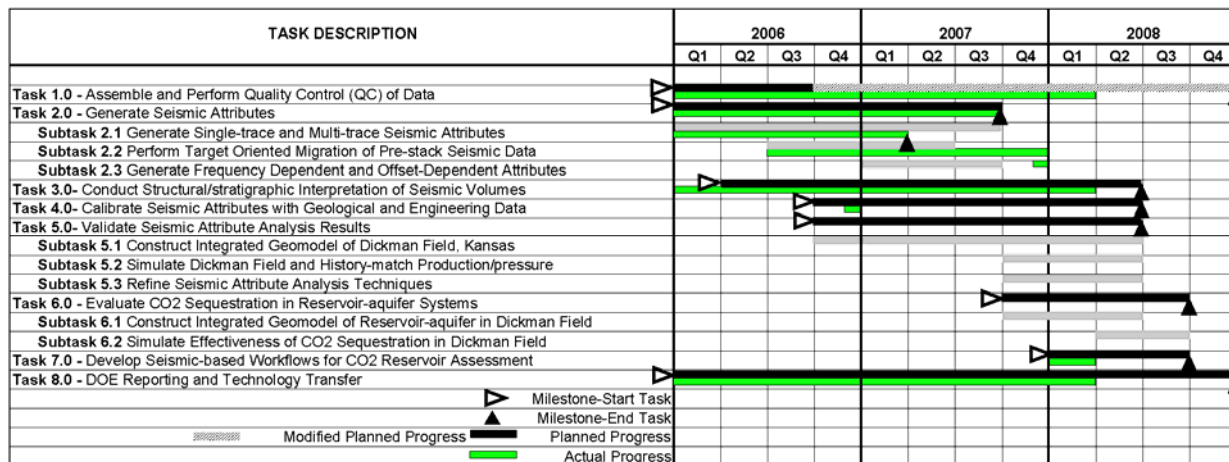 TASK DESCRIPTION 2006 2007 2008
Q1 Q2 Q3 Q4 Q1 Q2 Q3 Q4 Q1 Q2 Q3 Q4
Task 1.0 - Assemble and Perform Quality Control (QC) of Data
Task 2.0 - Generate Seismic Attributes
Subtask 2.1 Generate Single-trace and Multi-trace Seismic Attributes
Subtask 2.2 Perform Target Oriented Migration of Pre-stack Seismic Data
Subtask 2.3 Generate Frequency Dependent and Offset-Dependent Attributes
Task 3.0- Conduct Structural/stratigraphic Interpretation of Seismic Volumes
Task 4.0- Calibrate Seismic Attributes with Geological and Engineering Data
Task 5.0- Validate Seismic Attribute Analysis Results
Subtask 5.1 Construct Integrated Geomodel of Dickman Field, Kansas
Subtask 5.2 Simulate Dickman Field and History-match Production/pressure
Subtask 5.3 Refine Seismic Attribute Analysis Techniques
Task 6.0 - Evaluate CO2 Sequestration in Reservoir-aquifer Systems
Subtask 6.1 Construct Integrated Geomodel of Reservoir-aquifer in Dickman Field
Subtask 6.2 Simulate Effectiveness of CO2 Sequestration in Dickman Field
Task 7.0 - Develop Seismic-based Workflows for CO2 Reservoir Assessment
Task 8.0 - DOE Reporting and Technology Transfer
Milestone-Start Task
Milestone-End Task
Modified Planned Progress Planned Progress
Actual Progress